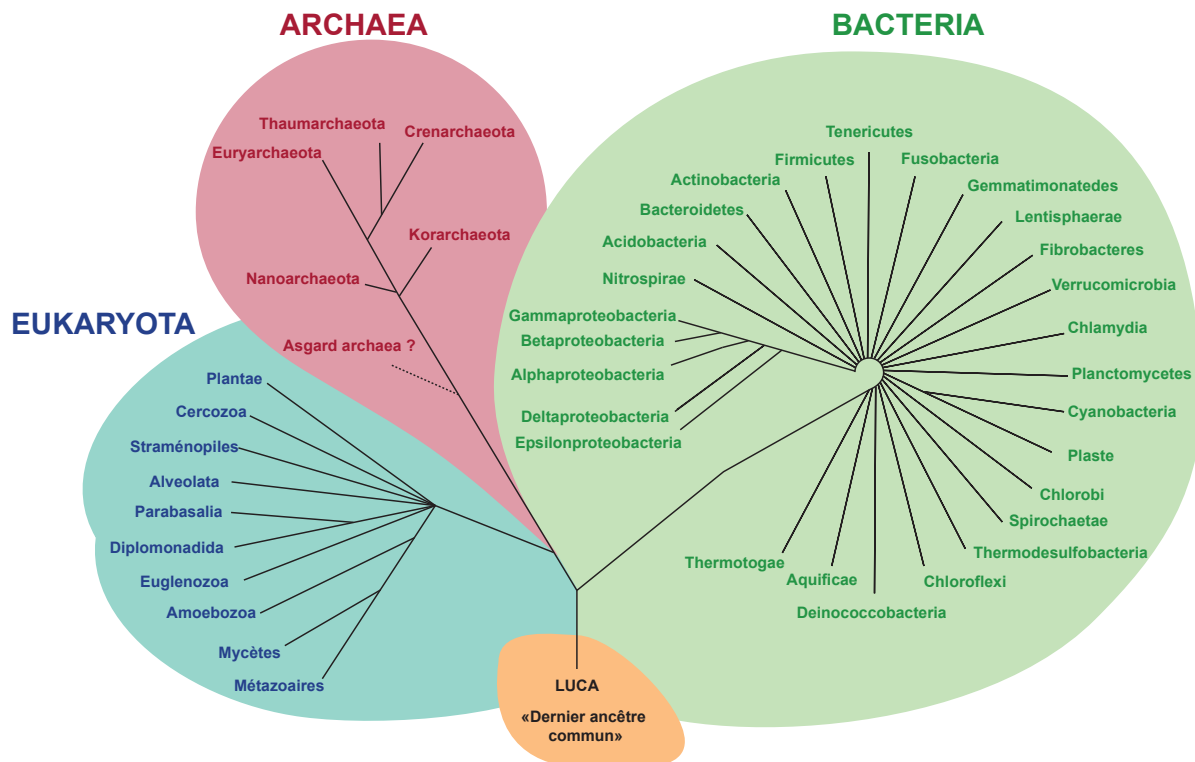 ARCHAEA
BACTERIA
EUKARYOTA
Thaumarchaeota
Crenarchaeota
Euryarchaeota
Korarchaeota
Nanoarchaeota
Asgard archaea ?
Plantae
Cercozoa
Straménopiles
Alveolata
Parabasalia
Diplomonadida
Euglenozoa
Amoebozoa
Mycètes
Métazoaires
Tenericutes
Firmicutes
Fusobacteria
Actinobacteria
Gemmatimonatedes
Bacteroidetes
Lentisphaerae
Acidobacteria
Fibrobacteres
Nitrospirae
Verrucomicrobia
Gammaproteobacteria
Chlamydia
Betaproteobacteria
Alphaproteobacteria
Planctomycetes
Deltaproteobacteria
Cyanobacteria
Epsilonproteobacteria
Plaste
Chlorobi
Spirochaetae
Thermodesulfobacteria
Thermotogae
Aquificae
Chloroflexi
Deinococcobacteria
LUCA
«Dernier ancêtre
commun»